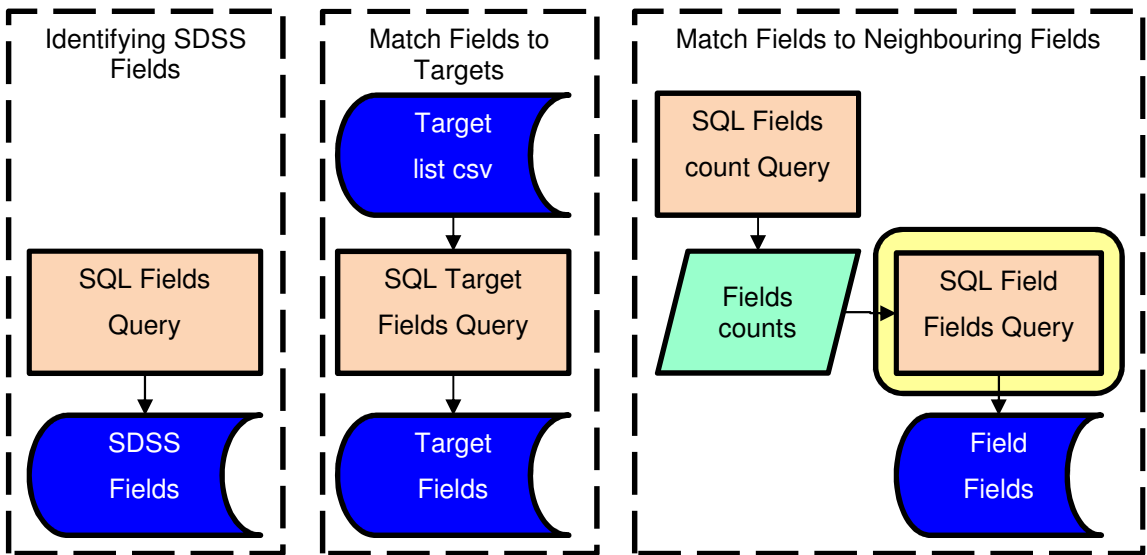 Identifying SDSS
Fields
SQL Fields
Query
SDSS
Fields
Match Fields to
Targets
Target
list csv
SQL Target
Fields Query
Target
Fields
Match Fields to Neighbouring Fields
SQL Fields
count Query
Fields
counts
SQL Field
Fields Query
Field
Fields